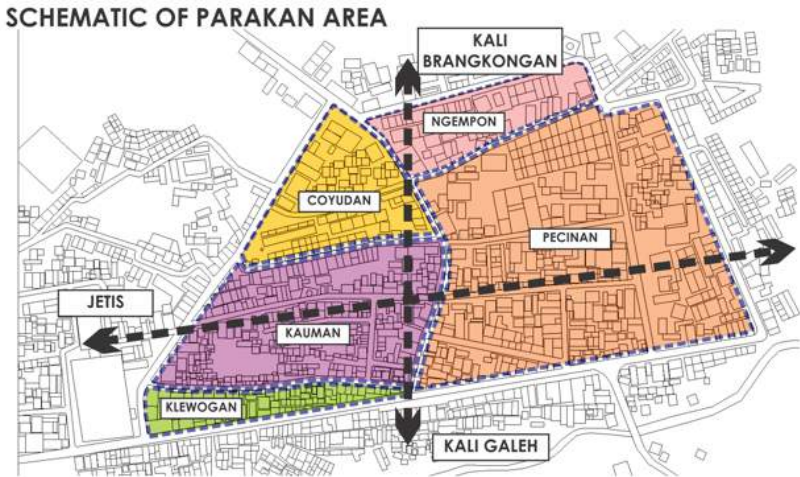 SCHEMATIC OF PARAKAN AREA
KALI
BRANGKONGAN
NGEMPON
COYUDAN
PECINAN
JETIS
KAUMAN
KLEWOGAN
KALI GALEH